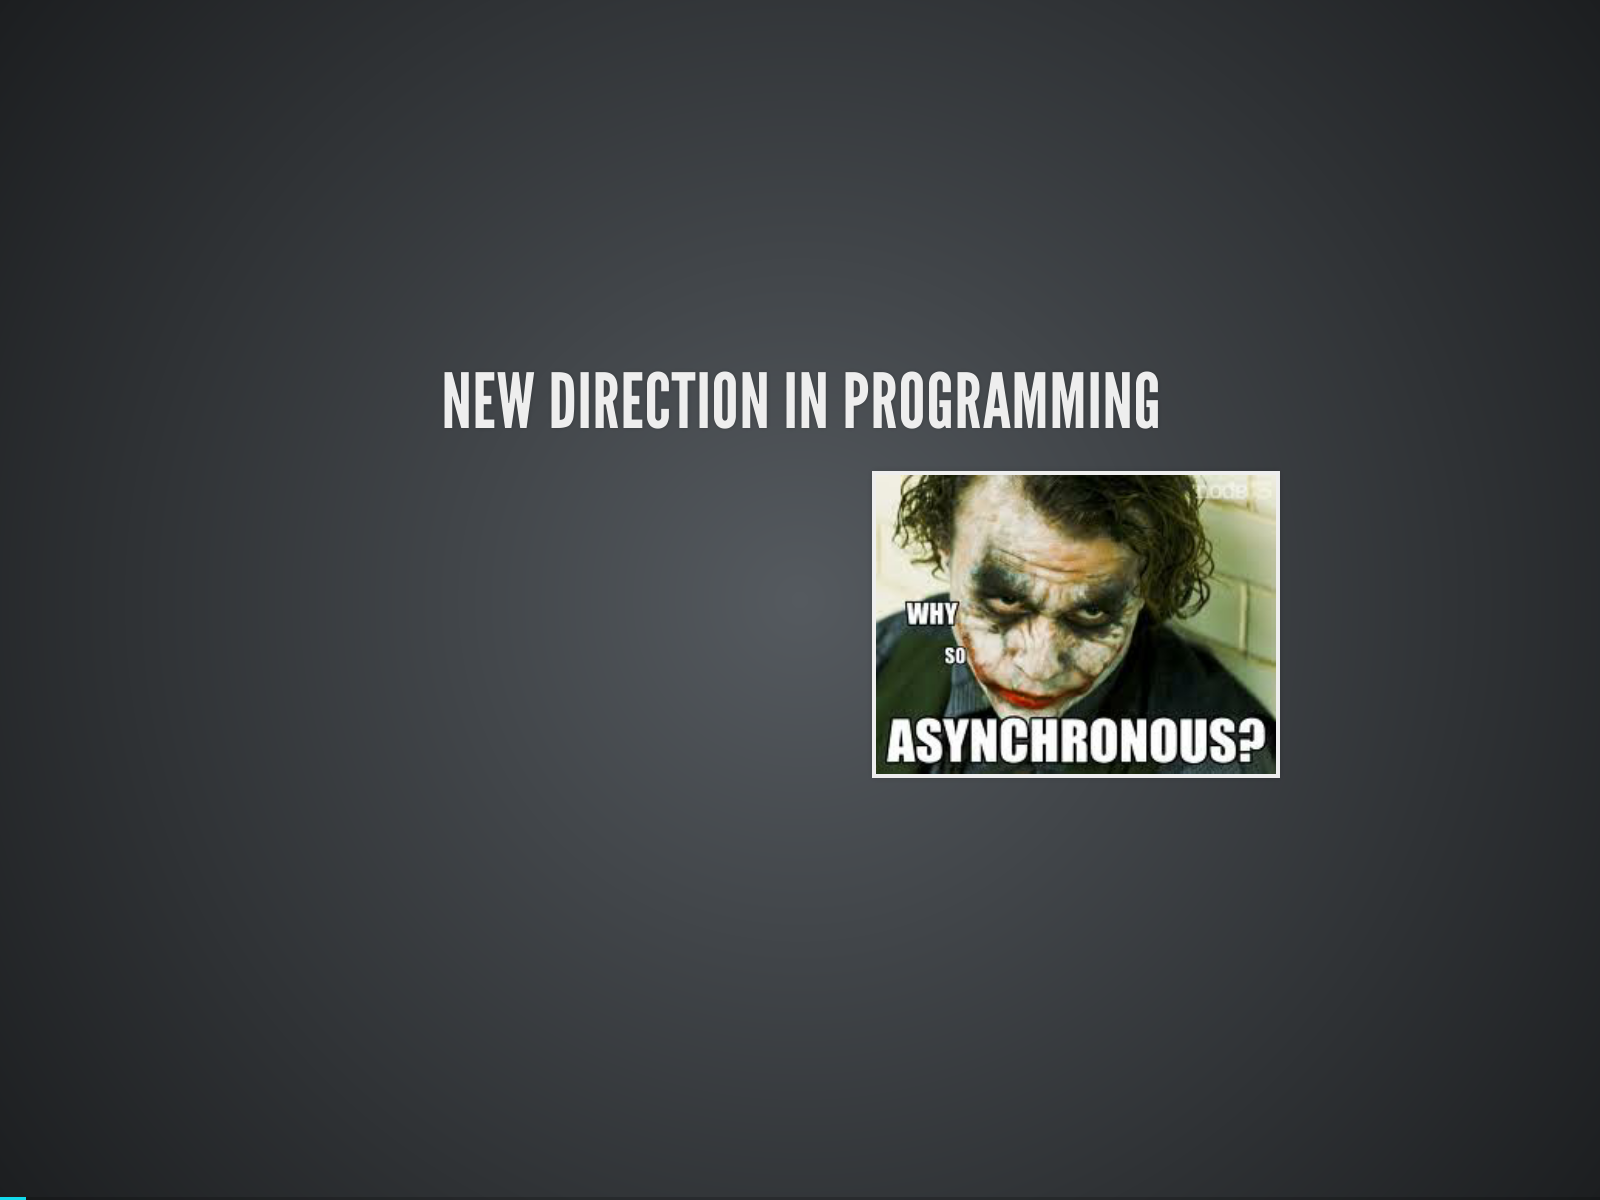 NEW DIRECTION IN PROGRAMMING
WHY
SO
ASYNCHRONOUS?